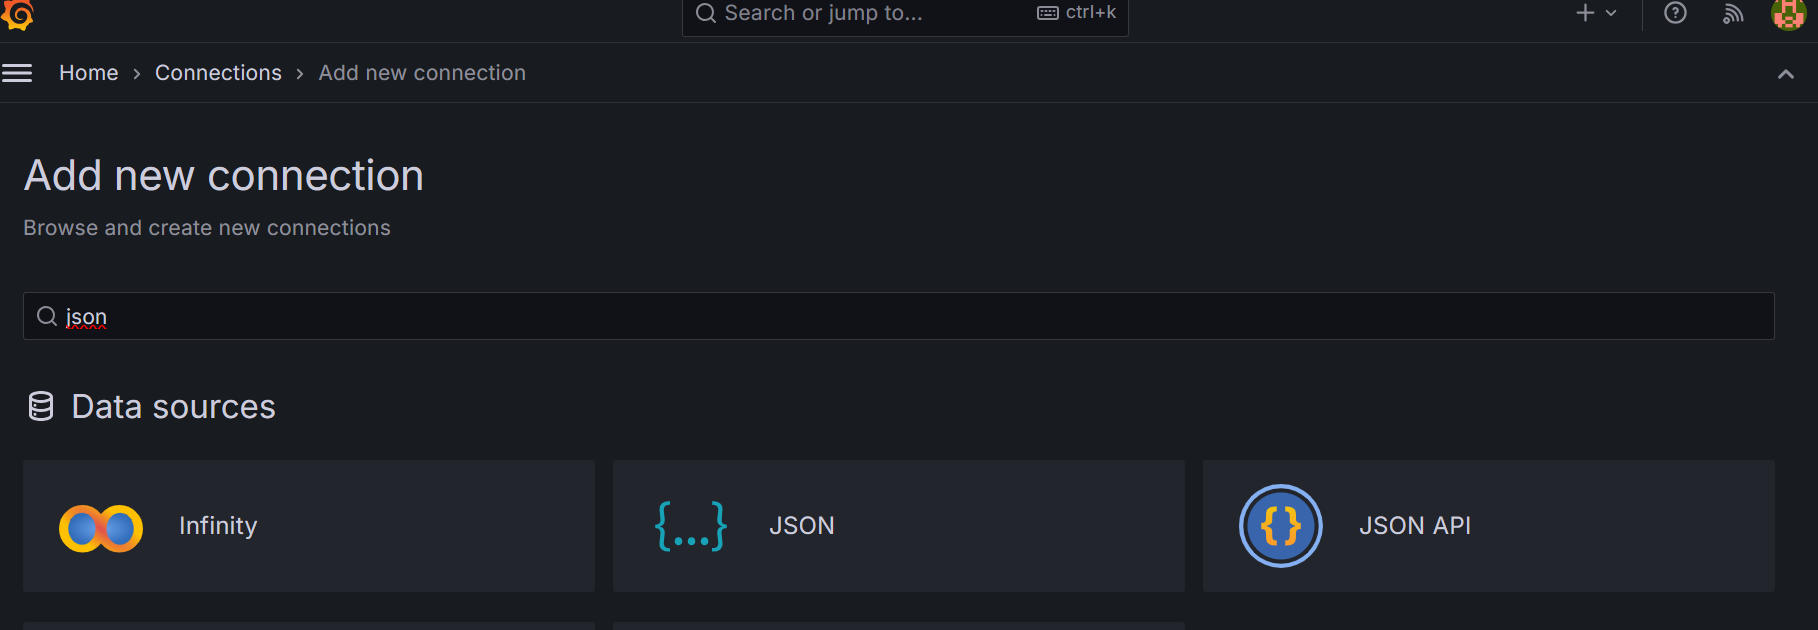 Search or jump to... ctrl+k
Home › Connections › Add new connection
Add new connection
Browse and create new connections
json
Data sources
Infinity
JSON
JSON API